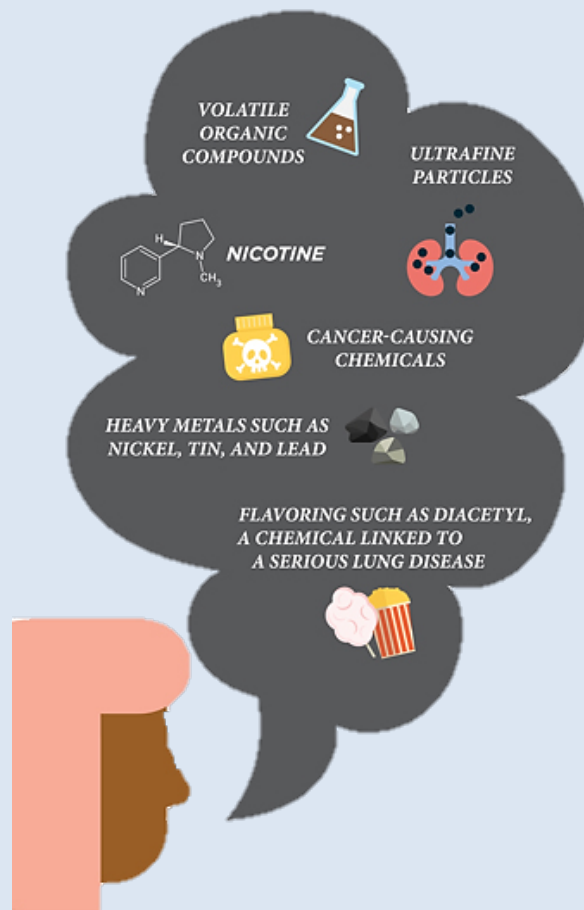 VOLATILE
ORGANIC
COMPOUNDS
ULTRAFINE
PARTICLES
H
N
CH3
N
NICOTINE
CANCER-CAUSING
CHEMICALS
HEAVY METALS SUCH AS
NICKEL, TIN, AND LEAD
FLAVORING SUCH AS DIACETYL,
A CHEMICAL LINKED TO
A SERIOUS LUNG DISEASE